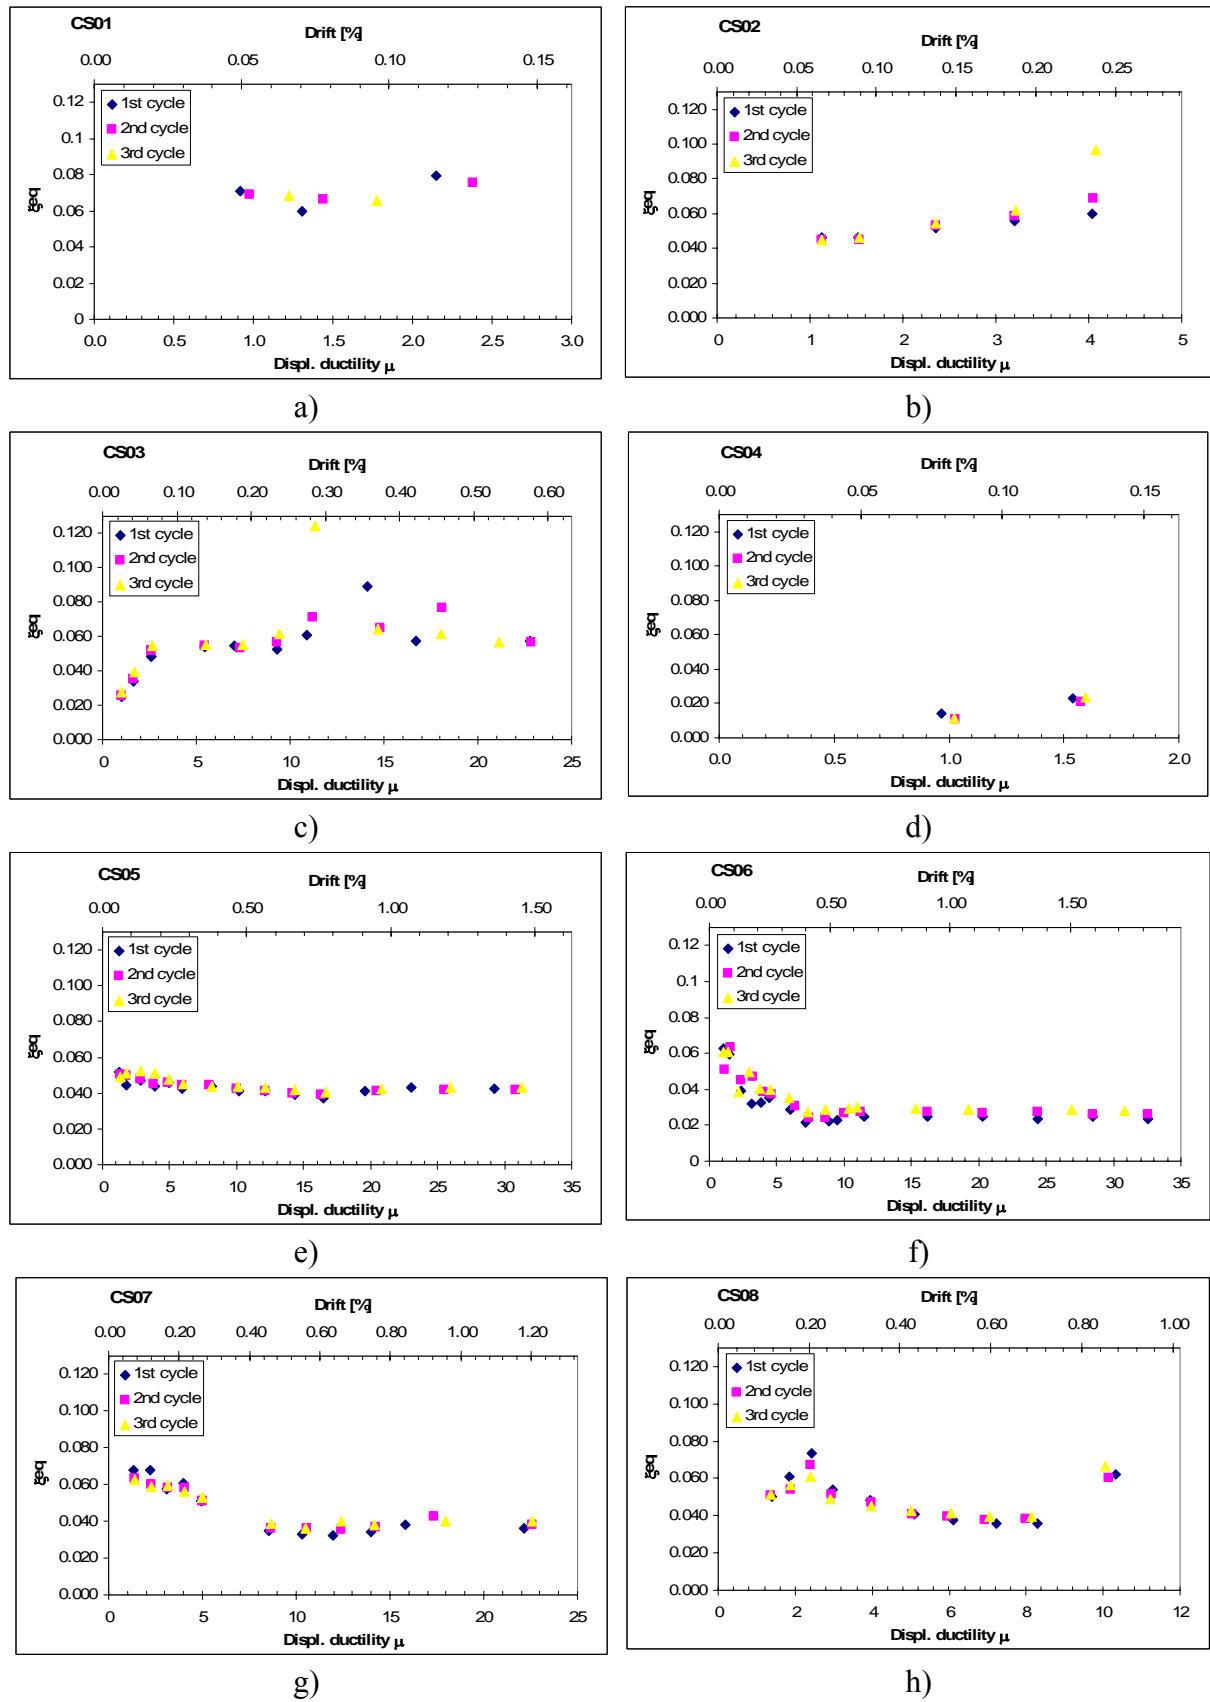 CS01
Drift [%]
0.00 0.05 0.10 0.15
0.12
0.1
0.08
0.06
0.04
0.02
0
ξeq
1st cycle
2nd cycle
3rd cycle
0.0 0.5 1.0 1.5 2.0 2.5 3.0
Displ. ductility μ
a)
CS02
Drift [%]
0.00 0.05 0.10 0.15 0.20 0.25
0.120
0.100
0.080
0.060
0.040
0.020
0.000
ξeq
1st cycle
2nd cycle
3rd cycle
0 1 2 3 4 5
Displ. ductility μ
b)
CS03
Drift [%]
0.00 0.10 0.20 0.30 0.40 0.50 0.60
0.120
0.100
0.080
0.060
0.040
0.020
0.000
ξeq
1st cycle
2nd cycle
3rd cycle
0 5 10 15 20 25
Displ. ductility μ
c)
CS04
Drift [%]
0.00 0.05 0.10 0.15
0.120
0.100
0.080
0.060
0.040
0.020
0.000
ξeq
1st cycle
2nd cycle
3rd cycle
0.0 0.5 1.0 1.5 2.0
Displ. ductility μ
d)
CS05
Drift [%]
0.00 0.50 1.00 1.50
0.120
0.100
0.080
0.060
0.040
0.020
0.000
ξeq
1st cycle
2nd cycle
3rd cycle
0 5 10 15 20 25 30 35
Displ. ductility μ
e)
CS06
Drift [%]
0.00 0.50 1.00 1.50
0.12
0.1
0.08
0.06
0.04
0.02
0
ξeq
1st cycle
2nd cycle
3rd cycle
0 5 10 15 20 25 30 35
Displ. ductility μ
f)
CS07
Drift [%]
0.00 0.20 0.40 0.60 0.80 1.00 1.20
0.120
0.100
0.080
0.060
0.040
0.020
0.000
ξeq
1st cycle
2nd cycle
3rd cycle
0 5 10 15 20 25
Displ. ductility μ
g)
CS08
Drift [%]
0.00 0.20 0.40 0.60 0.80 1.00
0.120
0.100
0.080
0.060
0.040
0.020
0.000
ξeq
1st cycle
2nd cycle
3rd cycle
0 2 4 6 8 10 12
Displ. ductility μ
h)